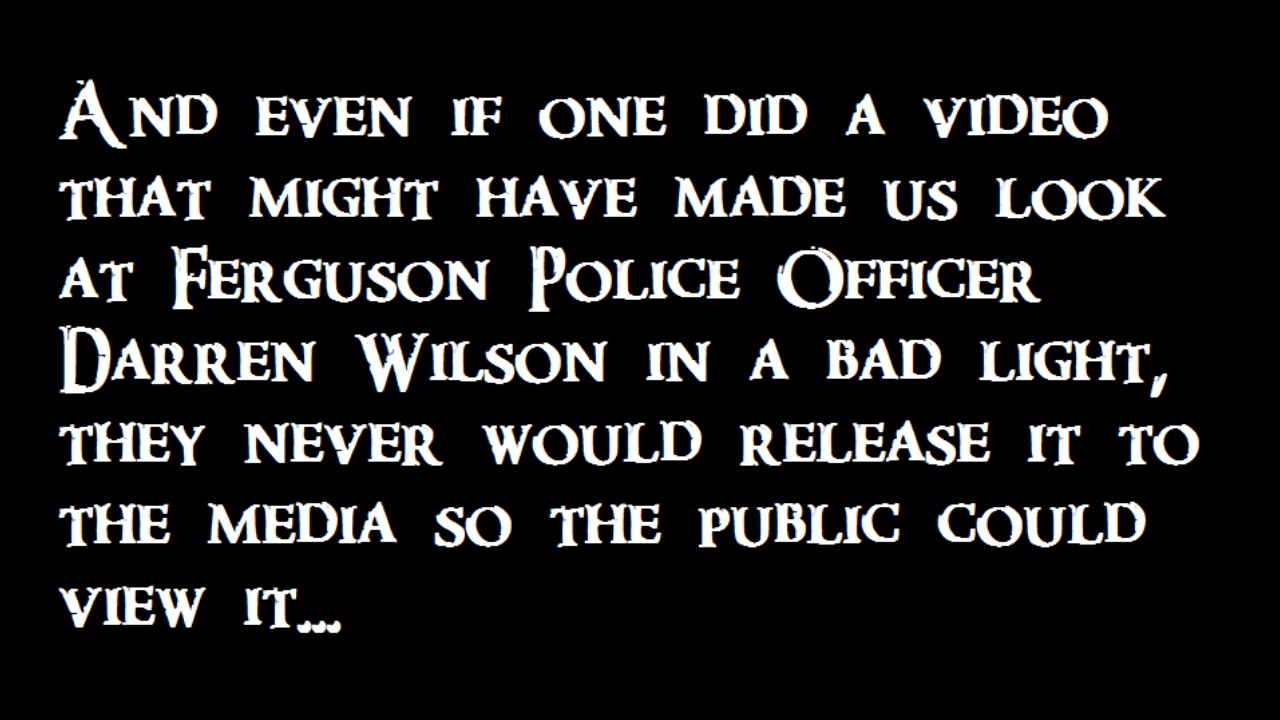 And even if one did a video
that might have made us look
at Ferguson Police Officer
Darren Wilson in a bad light,
they never would release it to
the media so the public could
view it...